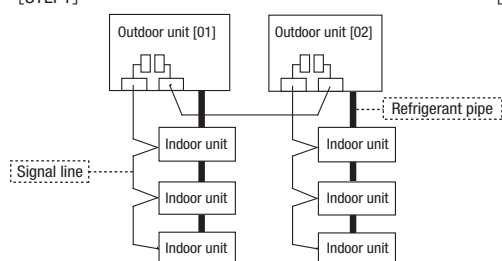 Outdoor unit [01]
Outdoor unit [02]
Refrigerant pipe
Indoor unit
Indoor unit
Signal line
Indoor unit
Indoor unit
Indoor unit
Indoor unit